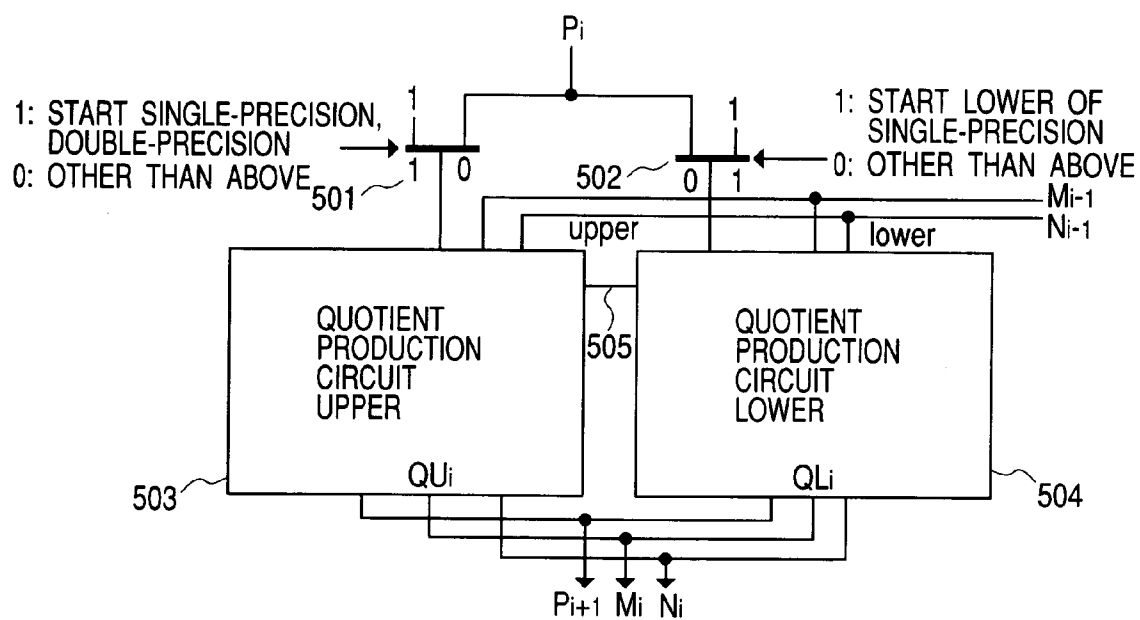 Pi
1: START SINGLE-PRECISION,
DOUBLE-PRECISION
0: OTHER THAN ABOVE
1
1 0
501
1
0 1
502
1: START LOWER OF
SINGLE-PRECISION
0: OTHER THAN ABOVE
Mi-1
Ni-1
upper
lower
QUOTIENT
PRODUCTION
CIRCUIT
UPPER
QUi
503
505
QUOTIENT
PRODUCTION
CIRCUIT
LOWER
QLi
504
Pi+1 Mi Ni